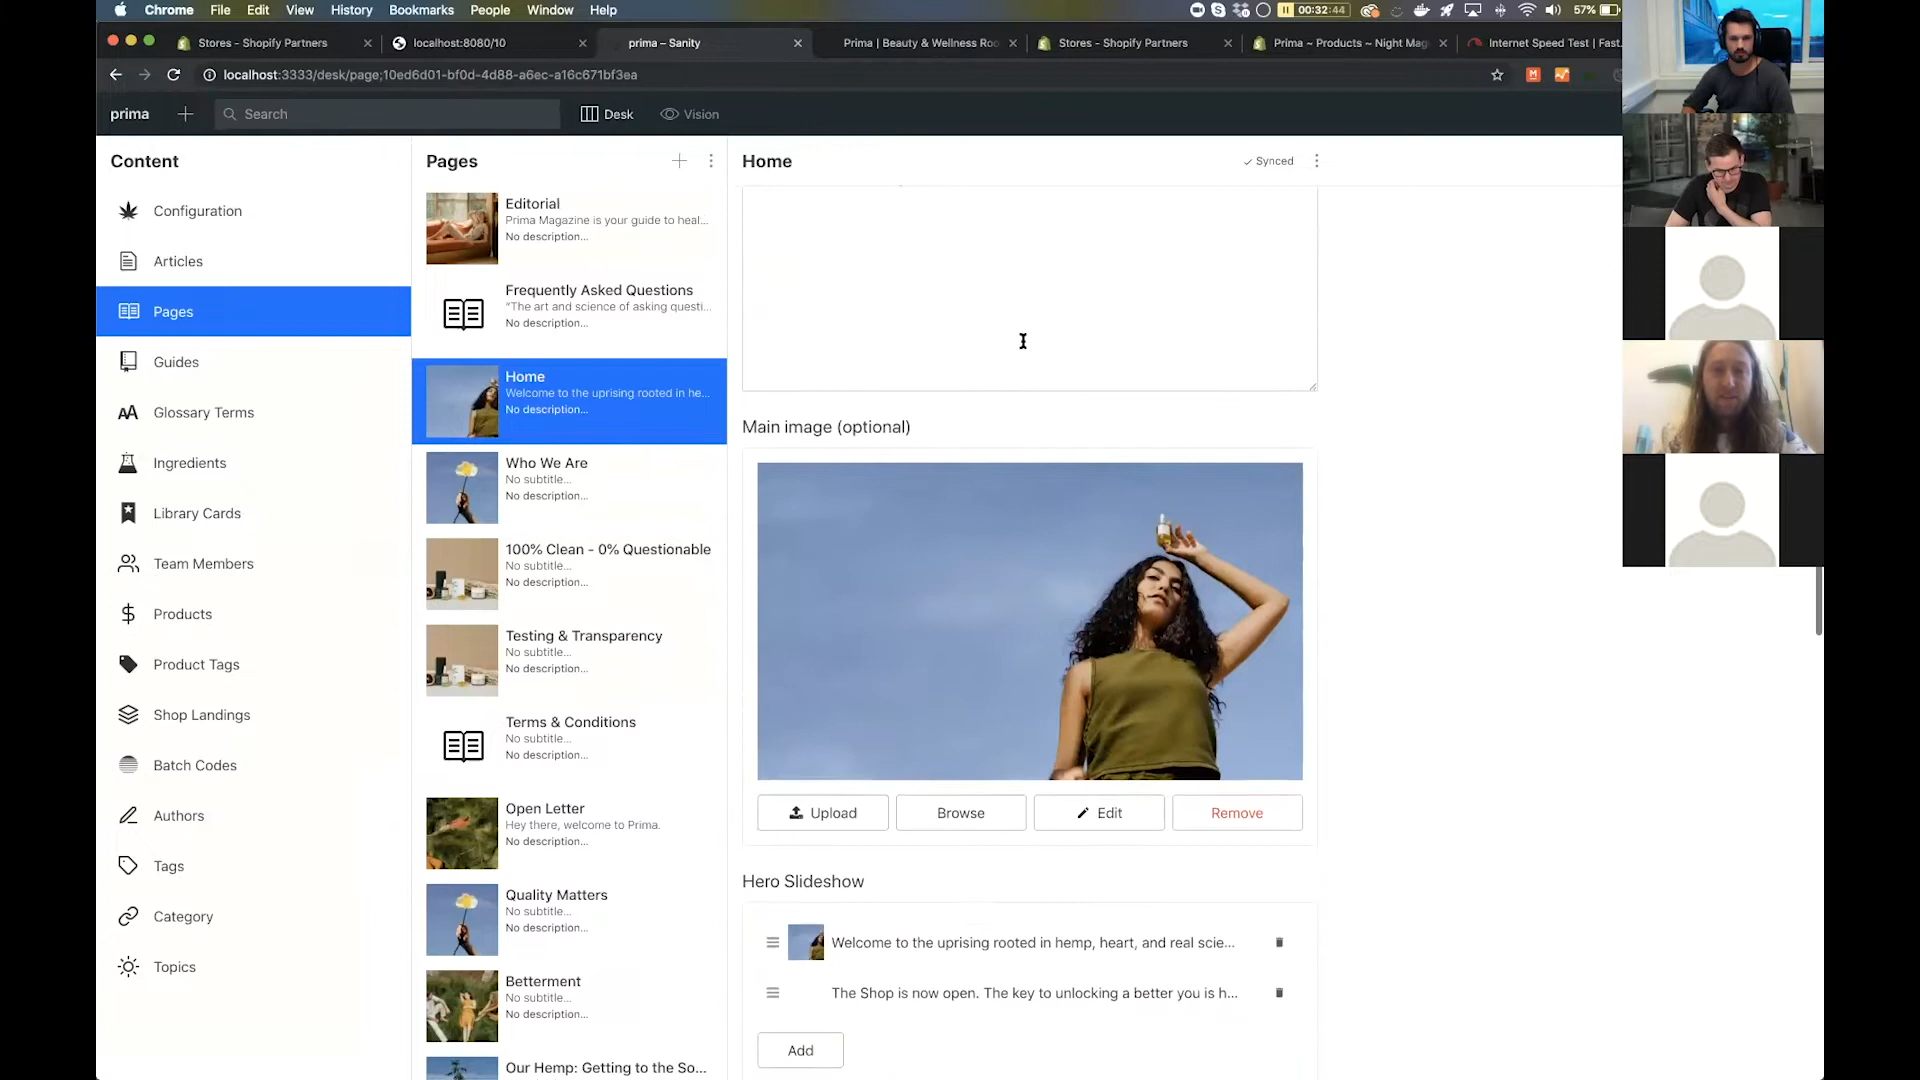 Chrome File Edit View History Bookmarks People Window Help
00:32:44
57%
Stores - Shopify Partners
localhost:8080/10
prima – Sanity
Prima | Beauty & Wellness Roo
Stores - Shopify Partners
Prima ~ Products ~ Night Mag
Internet Speed Test | Fast.
localhost:3333/desk/page;10ed6d01-bf0d-4d88-a6ec-a16c671bf3ea
prima
Search
Desk
Vision
Content
Configuration
Articles
Pages
Guides
Glossary Terms
Ingredients
Library Cards
Team Members
Products
Product Tags
Shop Landings
Batch Codes
Authors
Tags
Category
Topics
Pages
Editorial
Prima Magazine is your guide to heal...
No description...
Frequently Asked Questions
"The art and science of asking questi...
No description...
Home
Welcome to the uprising rooted in he...
No description...
Who We Are
No subtitle...
No description...
100% Clean - 0% Questionable
No subtitle...
No description...
Testing & Transparency
No subtitle...
No description...
Terms & Conditions
No subtitle...
No description...
Open Letter
Hey there, welcome to Prima.
No description...
Quality Matters
No subtitle...
No description...
Betterment
No subtitle...
No description...
Our Hemp: Getting to the So...
Home
Synced
Main image (optional)
Upload
Browse
Edit
Remove
Hero Slideshow
Welcome to the uprising rooted in hemp, heart, and real scie...
The Shop is now open. The key to unlocking a better you is h...
Add